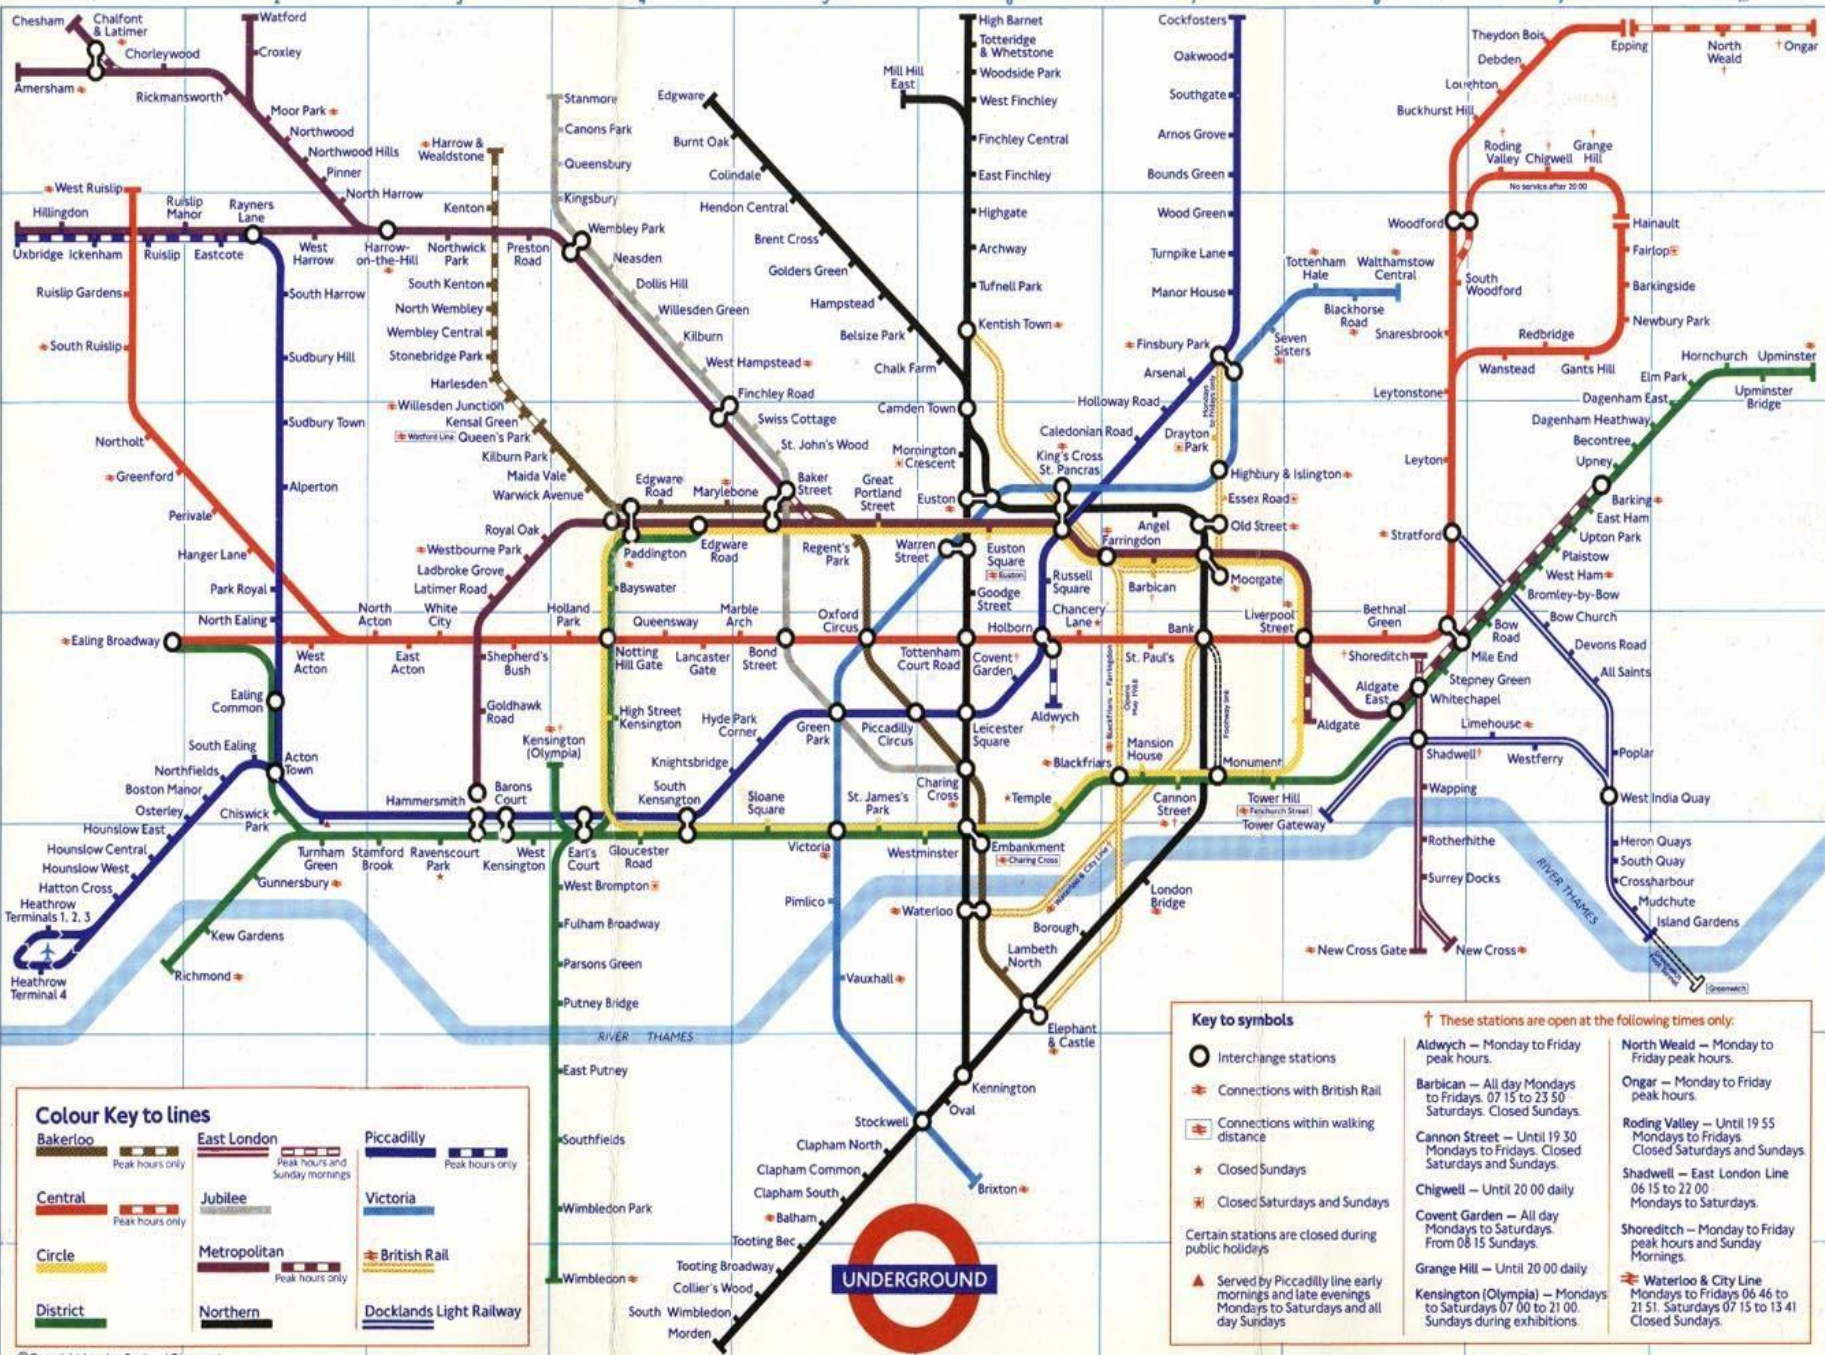 Chesham
Chalfont
& Latimer
Chorleywood
Amersham
Rickmansworth
Watford
Croxley
Moor Park
Northwood
Northwood Hills
Pinner
North Harrow
West Ruislip
Hillingdon
Ruislip
Manor
Rayners
Lane
Uxbridge
Ickenham
Ruislip
Eastcote
West
Harrow
Harrow-
on-the-Hill
Northwick
Park
Preston
Road
Ruislip Gardens
South Ruislip
Northolt
Greenford
Perivale
Hanger Lane
South Harrow
Sudbury Hill
Sudbury Town
Alperton
Park Royal
North Ealing
Harrow &
Wealdstone
Kenton
South Kenton
North Wembley
Wembley Central
Stonebridge Park
Harlesden
Willesden Junction
Kensal Green
Watford Line
Queen's Park
Kilburn Park
Maida Vale
Warwick Avenue
Stanmore
Canons Park
Queensbury
Kingsbury
Wembley Park
Neasden
Dollis Hill
Willesden Green
Kilburn
West Hampstead
Finchley Road
Swiss Cottage
St. John's Wood
Edgware
Burnt Oak
Colindale
Hendon Central
Brent Cross
Golders Green
Hampstead
Belsize Park
Chalk Farm
Camden Town
Mornington
Crescent
Euston
Mill Hill
East
High Barnet
Totteridge
& Whetstone
Woodside Park
West Finchley
Finchley Central
East Finchley
Highgate
Archway
Tufnell Park
Kentish Town
Cockfosters
Oakwood
Southgate
Arnos Grove
Bounds Green
Wood Green
Turnpike Lane
Manor House
Finsbury Park
Arsenal
Holloway Road
Caledonian Road
King's Cross
St. Pancras
Mondays
to Fridays only
Drayton
Park
Highbury & Islington
Essex Road
Old Street
Angel
Tottenham
Hale
Walthamstow
Central
Blackhorse
Road
Seven
Sisters
Theydon Bois
Debden
Loughton
Buckhurst Hill
Epping
North
Weald
Ongar
Roding
Valley
Chigwell
Grange
Hill
No service after 20 00
Woodford
Hainault
Fairlop
Barkingside
Newbury Park
South
Woodford
Snaresbrook
Redbridge
Wanstead
Gants Hill
Leytonstone
Leyton
Stratford
Hornchurch
Upminster
Upminster
Bridge
Elm Park
Dagenham East
Dagenham Heathway
Becontree
Upney
Barking
East Ham
Upton Park
Plaistow
West Ham
Bromley-by-Bow
Bow Church
Bow
Road
Devons Road
Mile End
All Saints
Stepney Green
Whitechapel
Edgware
Road
Marylebone
Baker
Street
Great
Portland
Street
Royal Oak
Westbourne Park
Ladbroke Grove
Latimer Road
Paddington
Edgware
Road
Regent's
Park
Warren
Street
Euston
Square
Euston
Farringdon
Barbican
Moorgate
Bayswater
Goodge
Street
Russell
Square
Chancery
Lane
Liverpool
Street
Bethnal
Green
Ealing Broadway
West
Acton
North
Acton
East
Acton
White
City
Shepherd's
Bush
Holland
Park
Notting
Hill Gate
Queensway
Lancaster
Gate
Marble
Arch
Bond
Street
Oxford
Circus
Tottenham
Court Road
Holborn
Covent
Garden
St. Paul's
Bank
Shoreditch
Aldgate
East
Aldgate
Ealing
Common
Goldhawk
Road
Kensington
(Olympia)
High Street
Kensington
Hyde Park
Corner
Green
Park
Piccadilly
Circus
Leicester
Square
Aldwych
Blackfriars – Farringdon
Opens
May 1988
Footway link
Mansion
House
Monument
Limehouse
Shadwell
Westferry
Poplar
South Ealing
Acton
Town
Northfields
Boston Manor
Osterley
Hounslow East
Hounslow Central
Hounslow West
Hatton Cross
Heathrow
Terminals 1, 2, 3
Heathrow
Terminal 4
Chiswick
Park
Hammersmith
Barons
Court
Knightsbridge
South
Kensington
Sloane
Square
St. James's
Park
Charing
Cross
Temple
Blackfriars
Cannon
Street
Tower Hill
Fenchurch Street
Tower Gateway
Wapping
West India Quay
Turnham
Green
Stamford
Brook
Ravenscourt
Park
West
Kensington
Earl's
Court
Gloucester
Road
Victoria
Westminster
Embankment
Charing Cross
Waterloo & City Line
Gunnersbury
Kew Gardens
Richmond
West Brompton
Fulham Broadway
Parsons Green
Putney Bridge
East Putney
Southfields
Wimbledon Park
Wimbledon
Pimlico
Vauxhall
Waterloo
Lambeth
North
London
Bridge
Borough
Elephant
& Castle
Rotherhithe
Surrey Docks
New Cross Gate
New Cross
RIVER THAMES
Heron Quays
South Quay
Crossharbour
Mudchute
Island Gardens
Greenwich
Foot Tunnel
Greenwich
RIVER THAMES
Kennington
Oval
Stockwell
Brixton
Clapham North
Clapham Common
Clapham South
Balham
Tooting Bec
Tooting Broadway
Collier's Wood
South Wimbledon
Morden
UNDERGROUND
Colour Key to lines
Bakerloo
Peak hours only
East London
Peak hours and
Sunday mornings
Piccadilly
Peak hours only
Central
Peak hours only
Jubilee
Victoria
Circle
Metropolitan
Peak hours only
British Rail
District
Northern
Docklands Light Railway
Key to symbols
Interchange stations
Connections with British Rail
Connections within walking
distance
Closed Sundays
Closed Saturdays and Sundays
Certain stations are closed during
public holidays
Served by Piccadilly line early
mornings and late evenings
Mondays to Saturdays and all
day Sundays
† These stations are open at the following times only:
Aldwych – Monday to Friday
peak hours.
Barbican – All day Mondays
to Fridays. 07 15 to 23 50
Saturdays. Closed Sundays.
Cannon Street – Until 19 30
Mondays to Fridays. Closed
Saturdays and Sundays.
Chigwell – Until 20 00 daily
Covent Garden – All day
Mondays to Saturdays.
From 08 15 Sundays.
Grange Hill – Until 20 00 daily
Kensington (Olympia) – Mondays
to Saturdays 07 00 to 21 00.
Sundays during exhibitions.
North Weald – Monday to
Friday peak hours.
Ongar – Monday to Friday
peak hours.
Roding Valley – Until 19 55
Mondays to Fridays
Closed Saturdays and Sundays.
Shadwell – East London Line
06 15 to 22 00
Mondays to Saturdays.
Shoreditch – Monday to Friday
peak hours and Sunday
Mornings.
Waterloo & City Line
Mondays to Fridays 06 46 to
21 51. Saturdays 07 15 to 13 41
Closed Sundays.